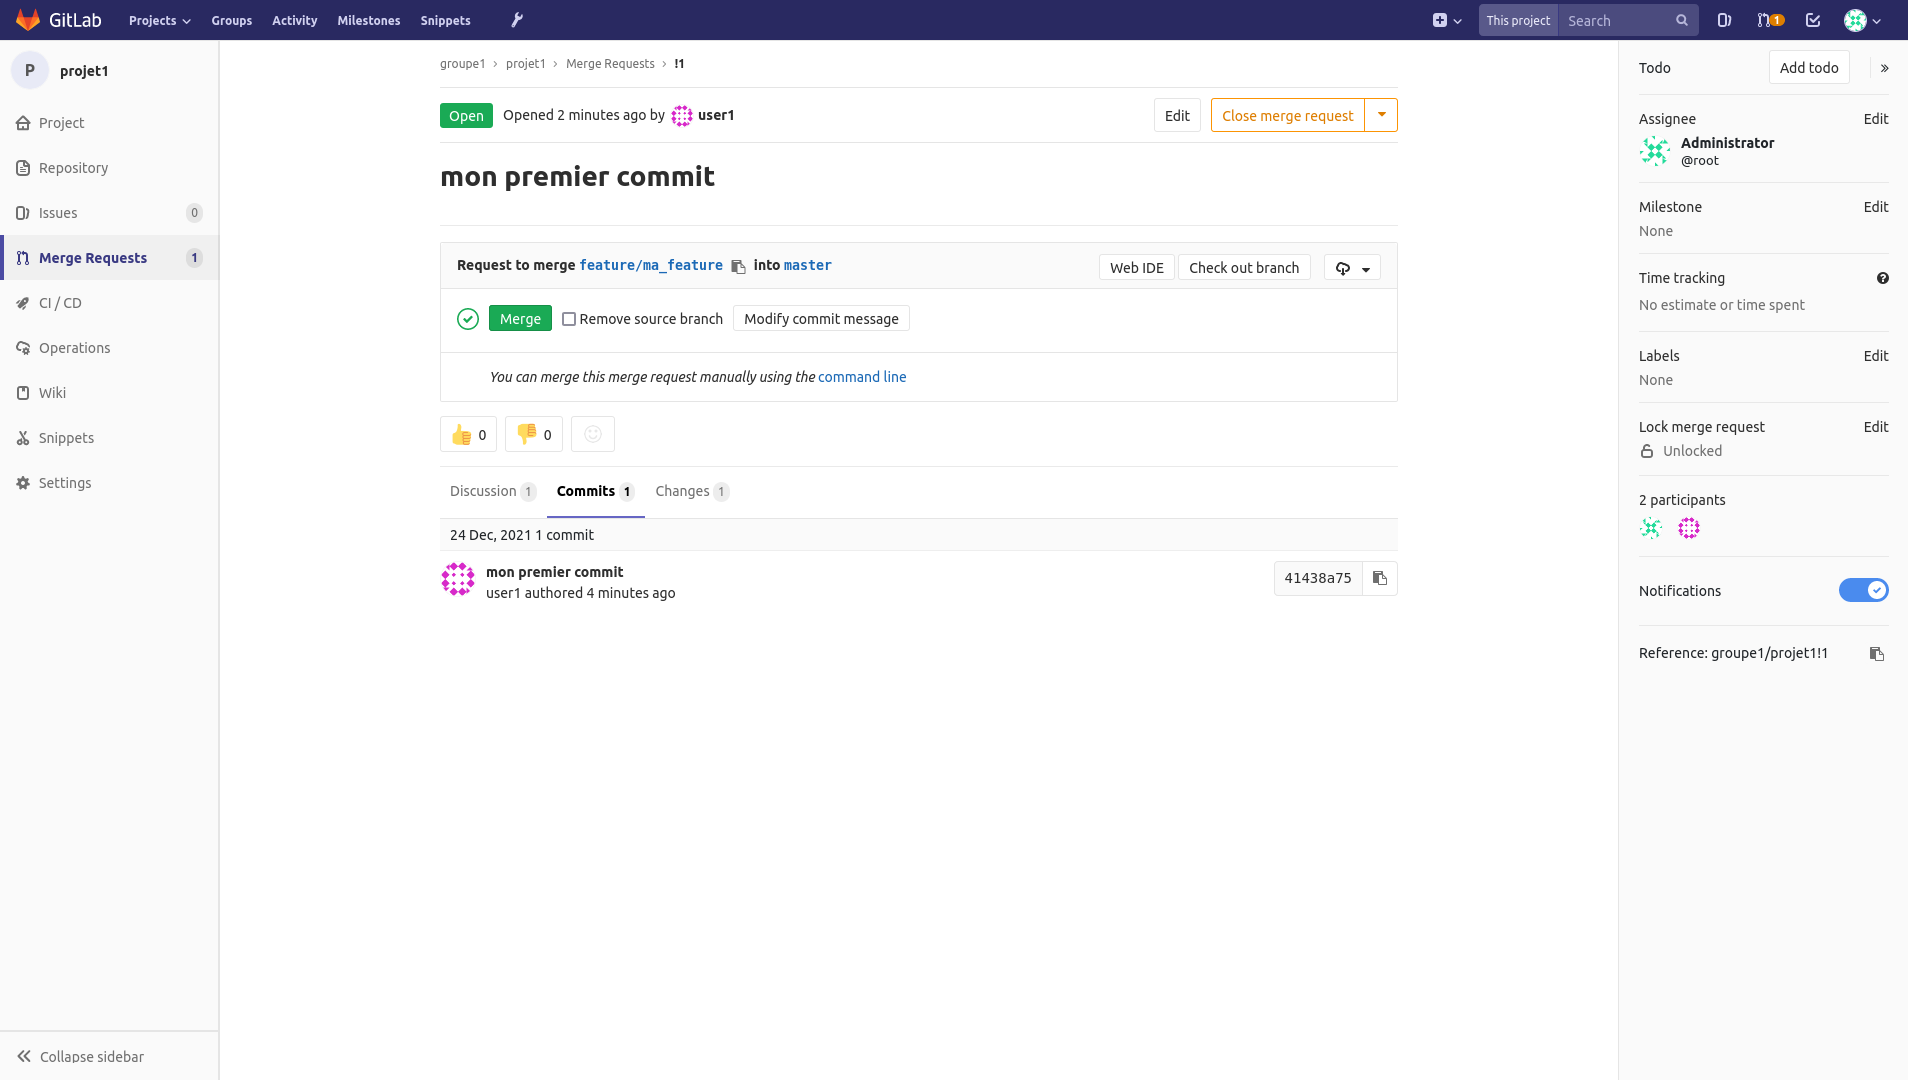 GitLab Projects Groups Activity Milestones Snippets This project Search 1
P projet1
Project
Repository
Issues 0
Merge Requests 1
CI / CD
Operations
Wiki
Snippets
Settings
Collapse sidebar
groupe1 › projet1 › Merge Requests › !1
Open Opened 2 minutes ago by user1 Edit Close merge request
mon premier commit
Request to merge feature/ma_feature into master Web IDE Check out branch
Merge Remove source branch Modify commit message
You can merge this merge request manually using the command line
0 0
Discussion 1 Commits 1 Changes 1
24 Dec, 2021 1 commit
mon premier commit
user1 authored 4 minutes ago
41438a75
Todo Add todo »
Assignee Edit
Administrator
@root
Milestone Edit
None
Time tracking ?
No estimate or time spent
Labels Edit
None
Lock merge request Edit
Unlocked
2 participants
Notifications
Reference: groupe1/projet1!1